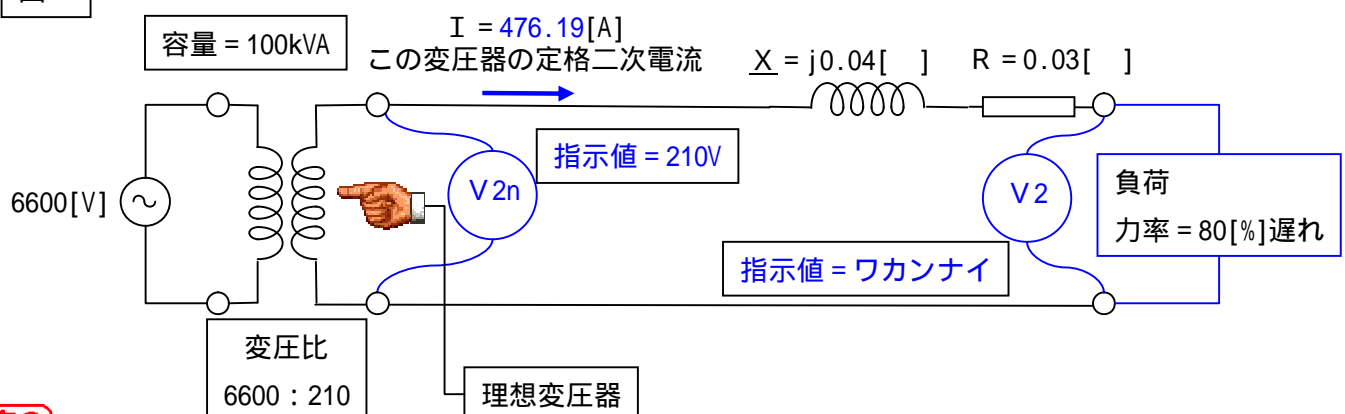 容量 = 100kVA
I = 476.19[A]
この変圧器の定格二次電流
X = j0.04[ ]
R = 0.03[ ]
6600[V]
V2n
指示値 = 210V
V2
指示値 = ワカンナイ
負荷
力率 = 80[%]遅れ
変圧比
6600 : 210
理想変圧器